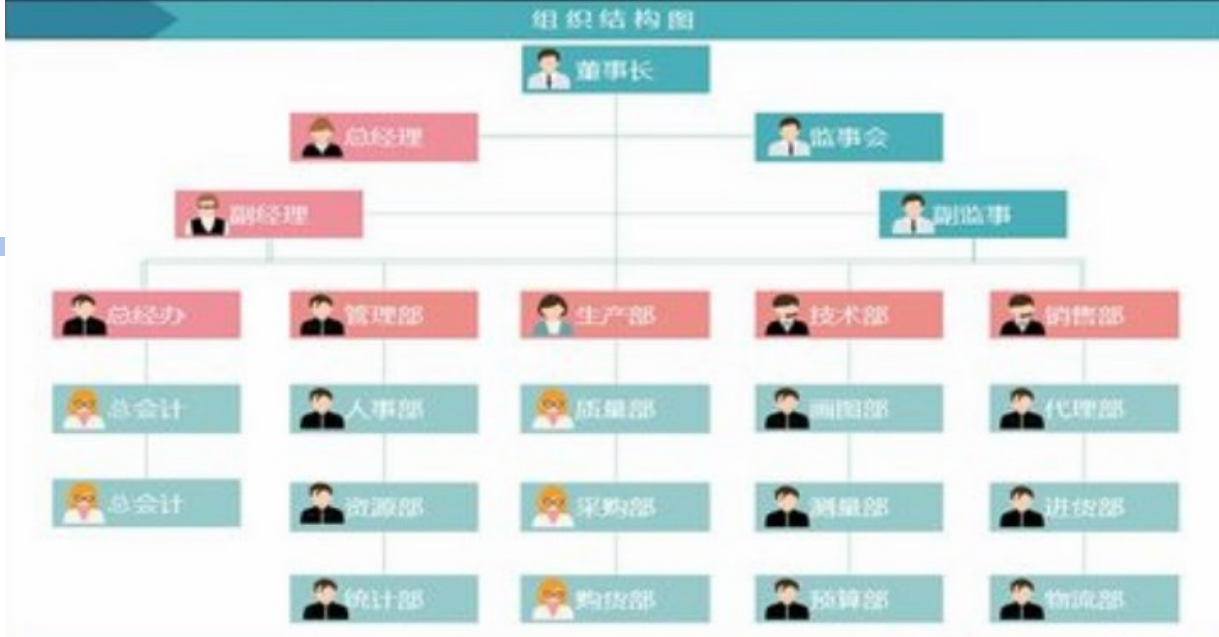 组织结构图
董事长
总经理
监事会
副经理
副监事
总经办
管理部
生产部
技术部
销售部
总会计
人事部
质量部
画图部
代理部
总会计
资源部
采购部
测量部
进货部
统计部
购货部
预算部
物流部